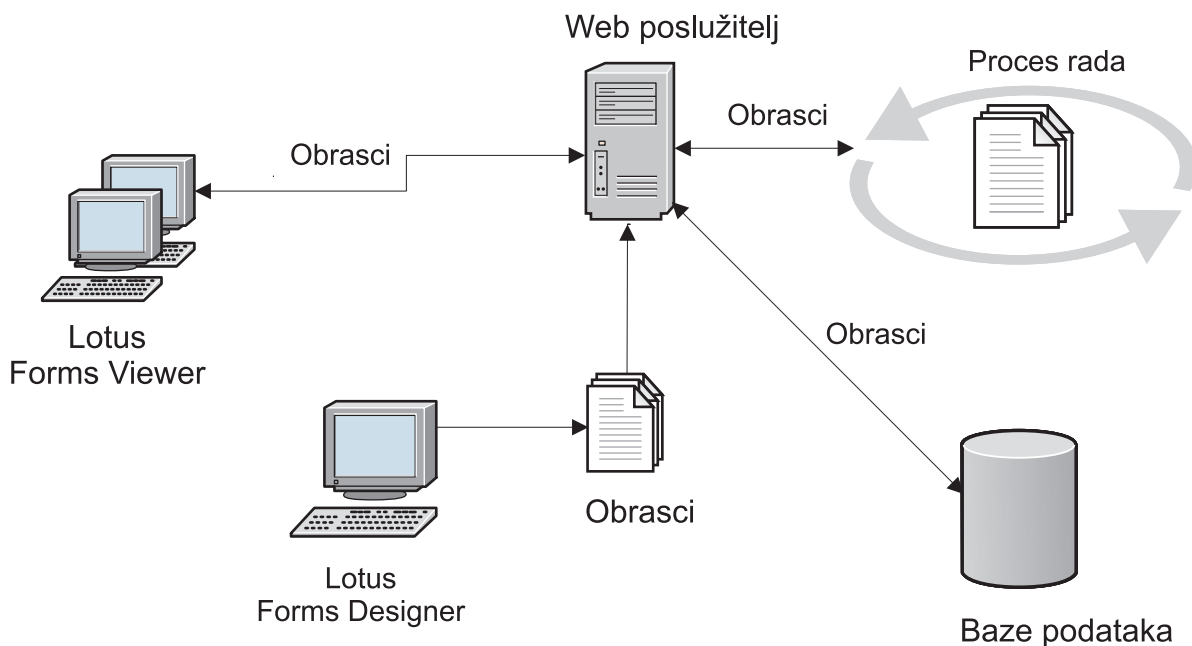 Web poslužitelj
Proces rada
Obrasci
Obrasci
Lotus
Forms Viewer
Obrasci
Obrasci
Lotus
Forms Designer
Baze podataka